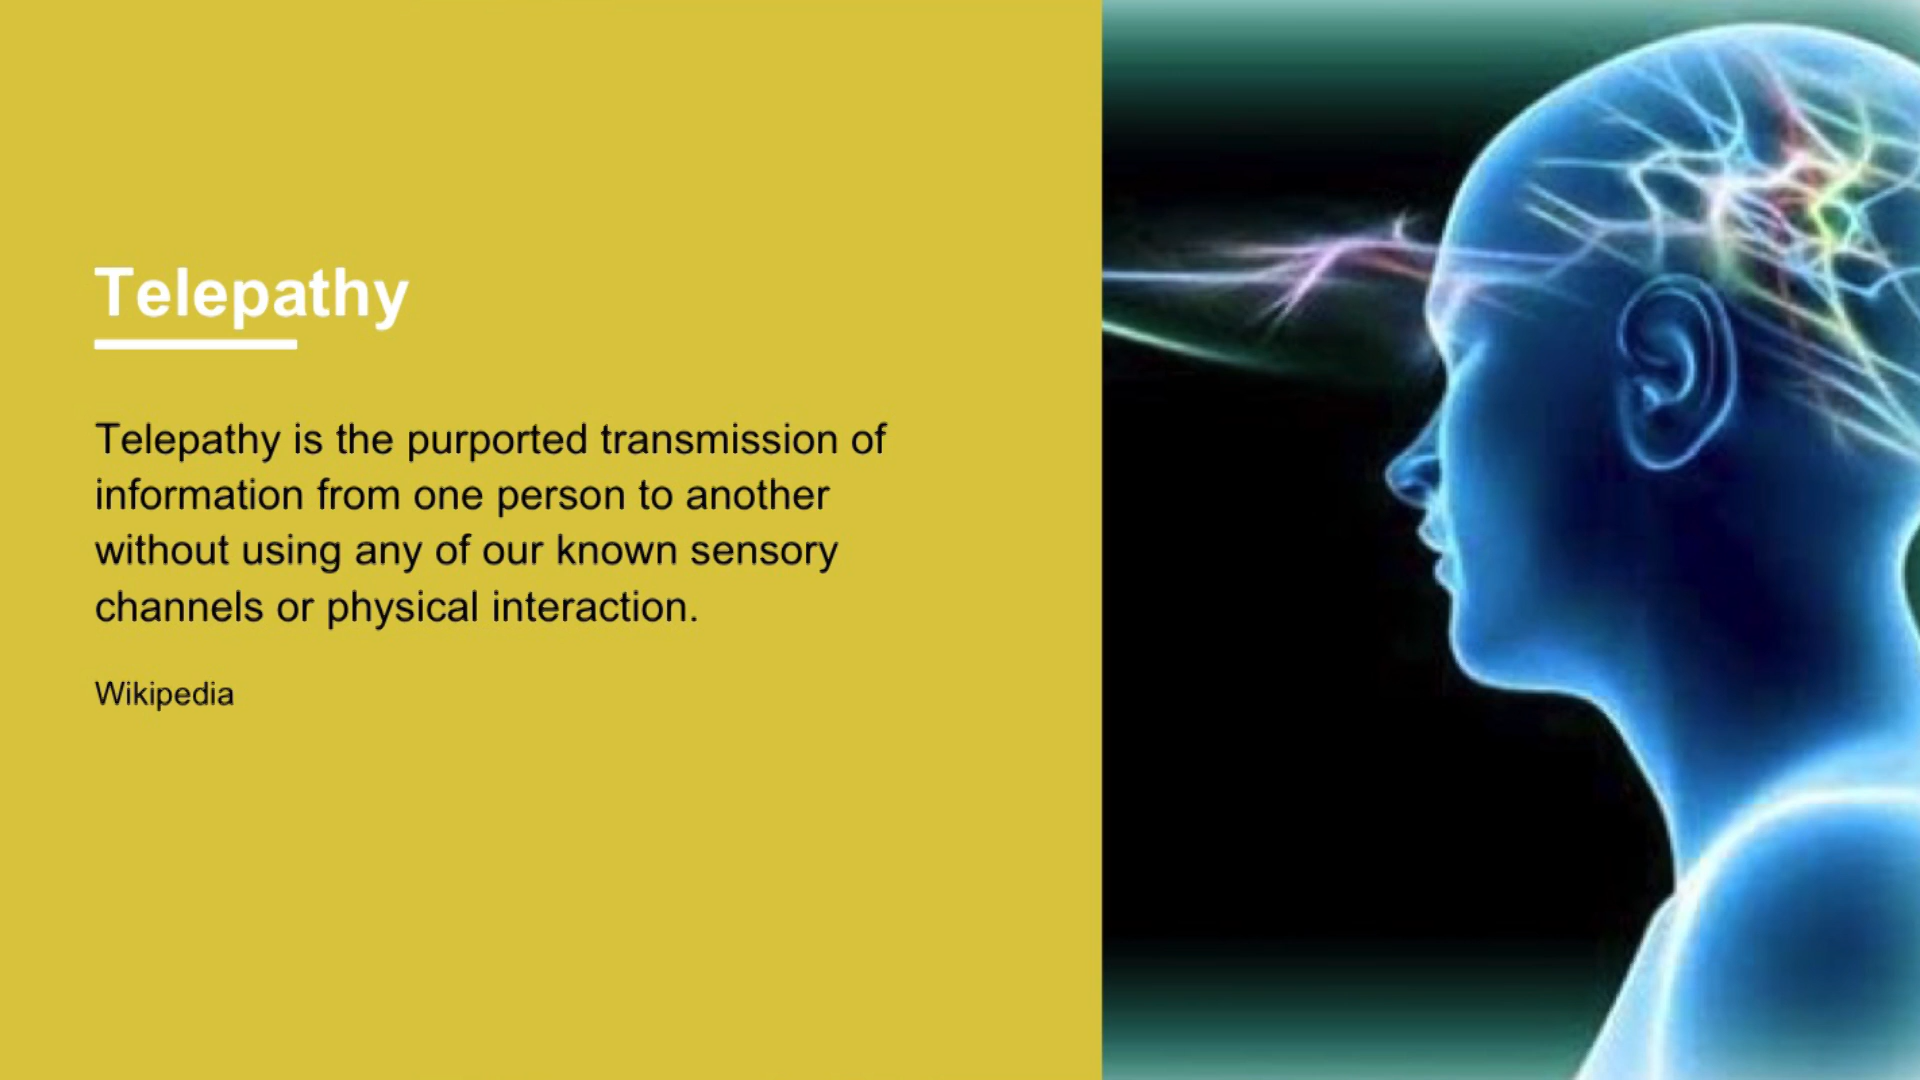 Telepathy
Telepathy is the purported transmission of
information from one person to another
without using any of our known sensory
channels or physical interaction.
Wikipedia